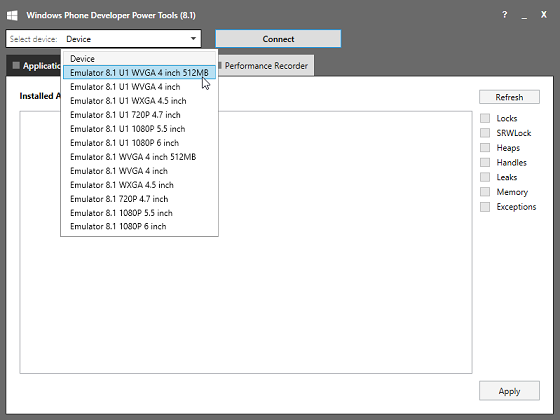 Windows Phone Developer Power Tools (8.1)
? _ X
Select device: Device
Connect
Applicatio
Performance Recorder
Device
Emulator 8.1 U1 WVGA 4 inch 512MB
Emulator 8.1 U1 WVGA 4 inch
Emulator 8.1 U1 WXGA 4.5 inch
Emulator 8.1 U1 720P 4.7 inch
Emulator 8.1 U1 1080P 5.5 inch
Emulator 8.1 U1 1080P 6 inch
Emulator 8.1 WVGA 4 inch 512MB
Emulator 8.1 WVGA 4 inch
Emulator 8.1 WXGA 4.5 inch
Emulator 8.1 720P 4.7 inch
Emulator 8.1 1080P 5.5 inch
Emulator 8.1 1080P 6 inch
Installed A
Refresh
Locks
SRWLock
Heaps
Handles
Leaks
Memory
Exceptions
Apply